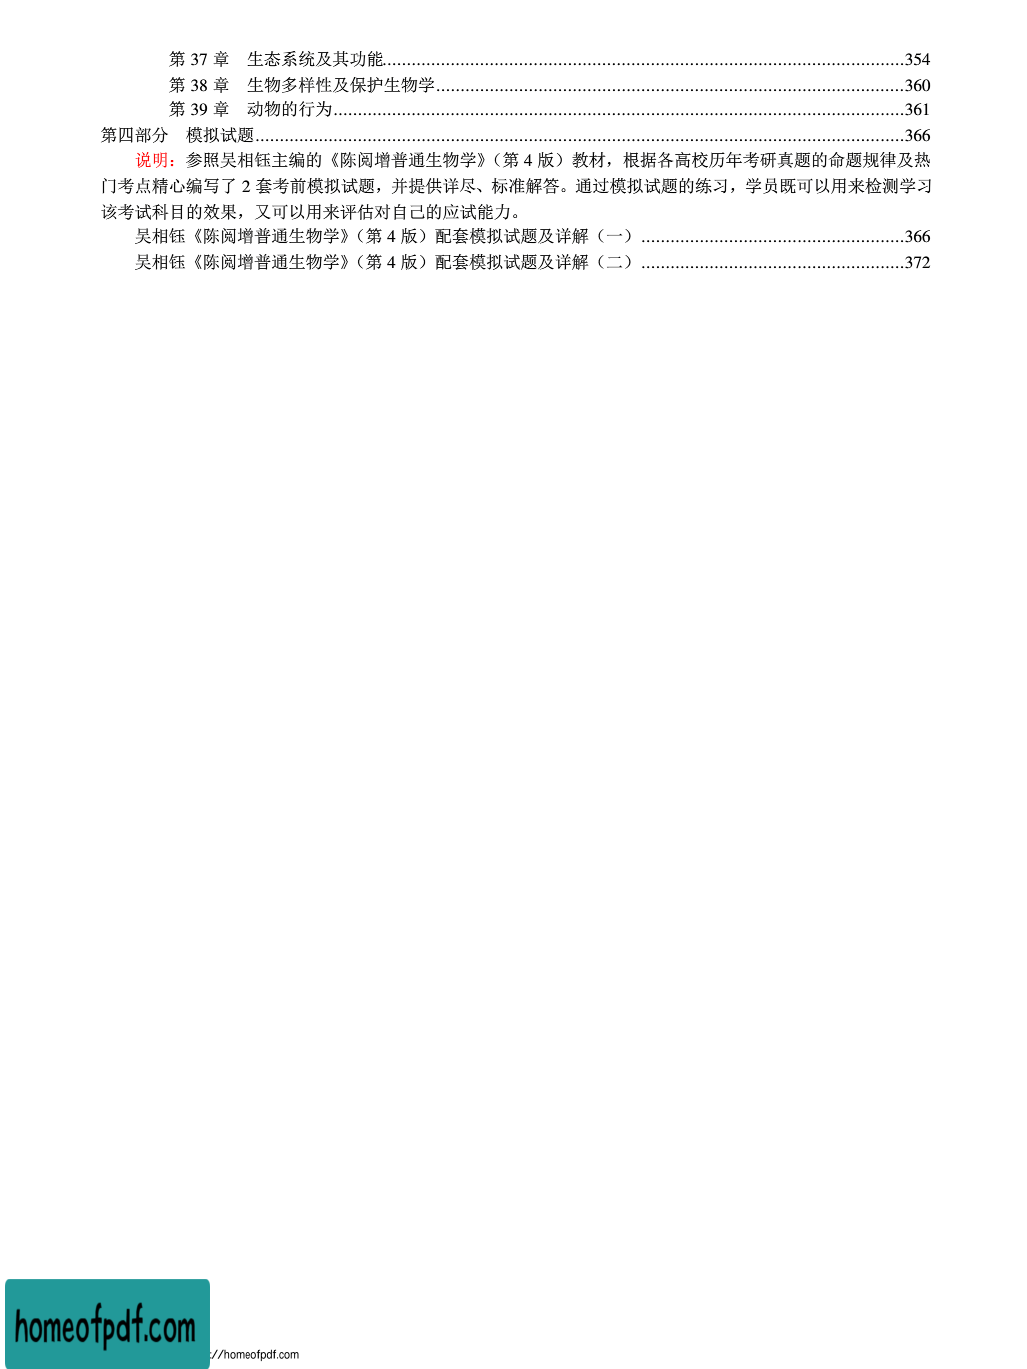 第 37 章　生态系统及其功能....................................................................................................354
第 38 章　生物多样性及保护生物学..........................................................................................360
第 39 章　动物的行为..............................................................................................................361
第四部分　模拟试题..............................................................................................................................366
说明：参照吴相钰主编的《陈阅增普通生物学》（第 4 版）教材，根据各高校历年考研真题的命题规律及热
门考点精心编写了 2 套考前模拟试题，并提供详尽、标准解答。通过模拟试题的练习，学员既可以用来检测学习
该考试科目的效果，又可以用来评估对自己的应试能力。
吴相钰《陈阅增普通生物学》（第 4 版）配套模拟试题及详解（一）......................................................366
吴相钰《陈阅增普通生物学》（第 4 版）配套模拟试题及详解（二）......................................................372
homeofpdf.com
://homeofpdf.com